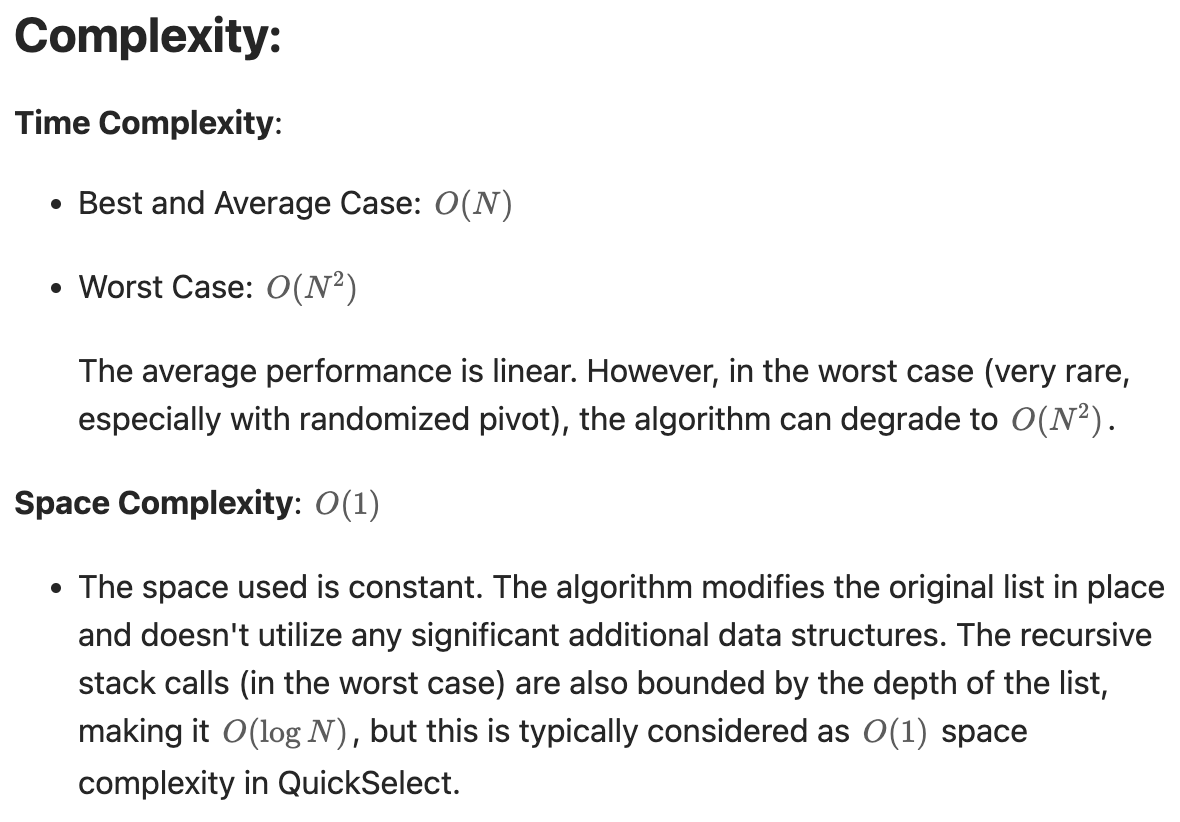 Complexity:
Time Complexity:
• Best and Average Case: O(N)
• Worst Case: O(N²)
The average performance is linear. However, in the worst case (very rare,
especially with randomized pivot), the algorithm can degrade to O(N²).
Space Complexity: O(1)
• The space used is constant. The algorithm modifies the original list in place
and doesn't utilize any significant additional data structures. The recursive
stack calls (in the worst case) are also bounded by the depth of the list,
making it O(log N), but this is typically considered as O(1) space
complexity in QuickSelect.